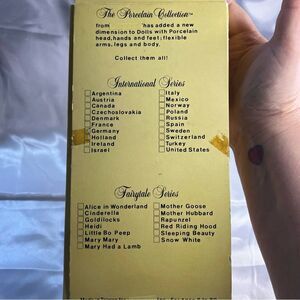 The Porcelain Collection™
from 'has added a new
dimension to Dolls with Porcelain
head, hands and feet; flexible
arms, legs and body.
Collect them all!
International Series
Argentina
Austria
Canada
Czechoslovakia
Denmark
France
Germany
Holland
Ireland
Israel
Italy
Mexico
Norway
Poland
Russia
Spain
Sweden
Switzerland
Turkey
United States
Fairytale Series
Alice in Wonderland
Cinderella
Goldilocks
Heidi
Little Bo Peep
Mary Mary
Mary Had a Lamb
Mother Goose
Mother Hubbard
Rapunzel
Red Riding Hood
Sleeping Beauty
Snow White